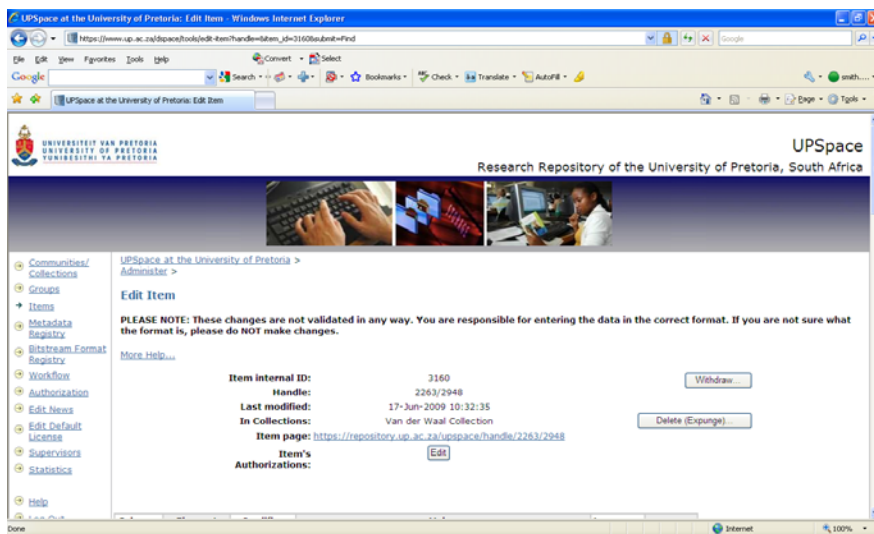 UPSpace at the University of Pretoria: Edit Item - Windows Internet Explorer
https://www.up.ac.za/dspace/tools/edit-item?handle=&item_id=3160&submit=Find
Google
File Edit View Favorites Tools Help
Convert Select
Google
Search
Bookmarks
Check
Translate
AutoFill
smith....
UPSpace at the University of Pretoria: Edit Item
Page Tools
UNIVERSITEIT VAN PRETORIA
UNIVERSITY OF PRETORIA
YUNIBESITHI YA PRETORIA
UPSpace
Research Repository of the University of Pretoria, South Africa
Communities/
Collections
Groups
Items
Metadata
Registry
Bitstream Format
Registry
Workflow
Authorization
Edit News
Edit Default
License
Supervisors
Statistics
Help
Log Out
UPSpace at the University of Pretoria >
Administer >
Edit Item
PLEASE NOTE: These changes are not validated in any way. You are responsible for entering the data in the correct format. If you are not sure what
the format is, please do NOT make changes.
More Help...
Item internal ID: 3160
Withdraw...
Handle: 2263/2948
Last modified: 17-Jun-2009 10:32:35
In Collections: Van der Waal Collection
Delete (Expunge)...
Item page: https://repository.up.ac.za/upspace/handle/2263/2948
Item's
Authorizations:
Edit
Done
Internet
100%